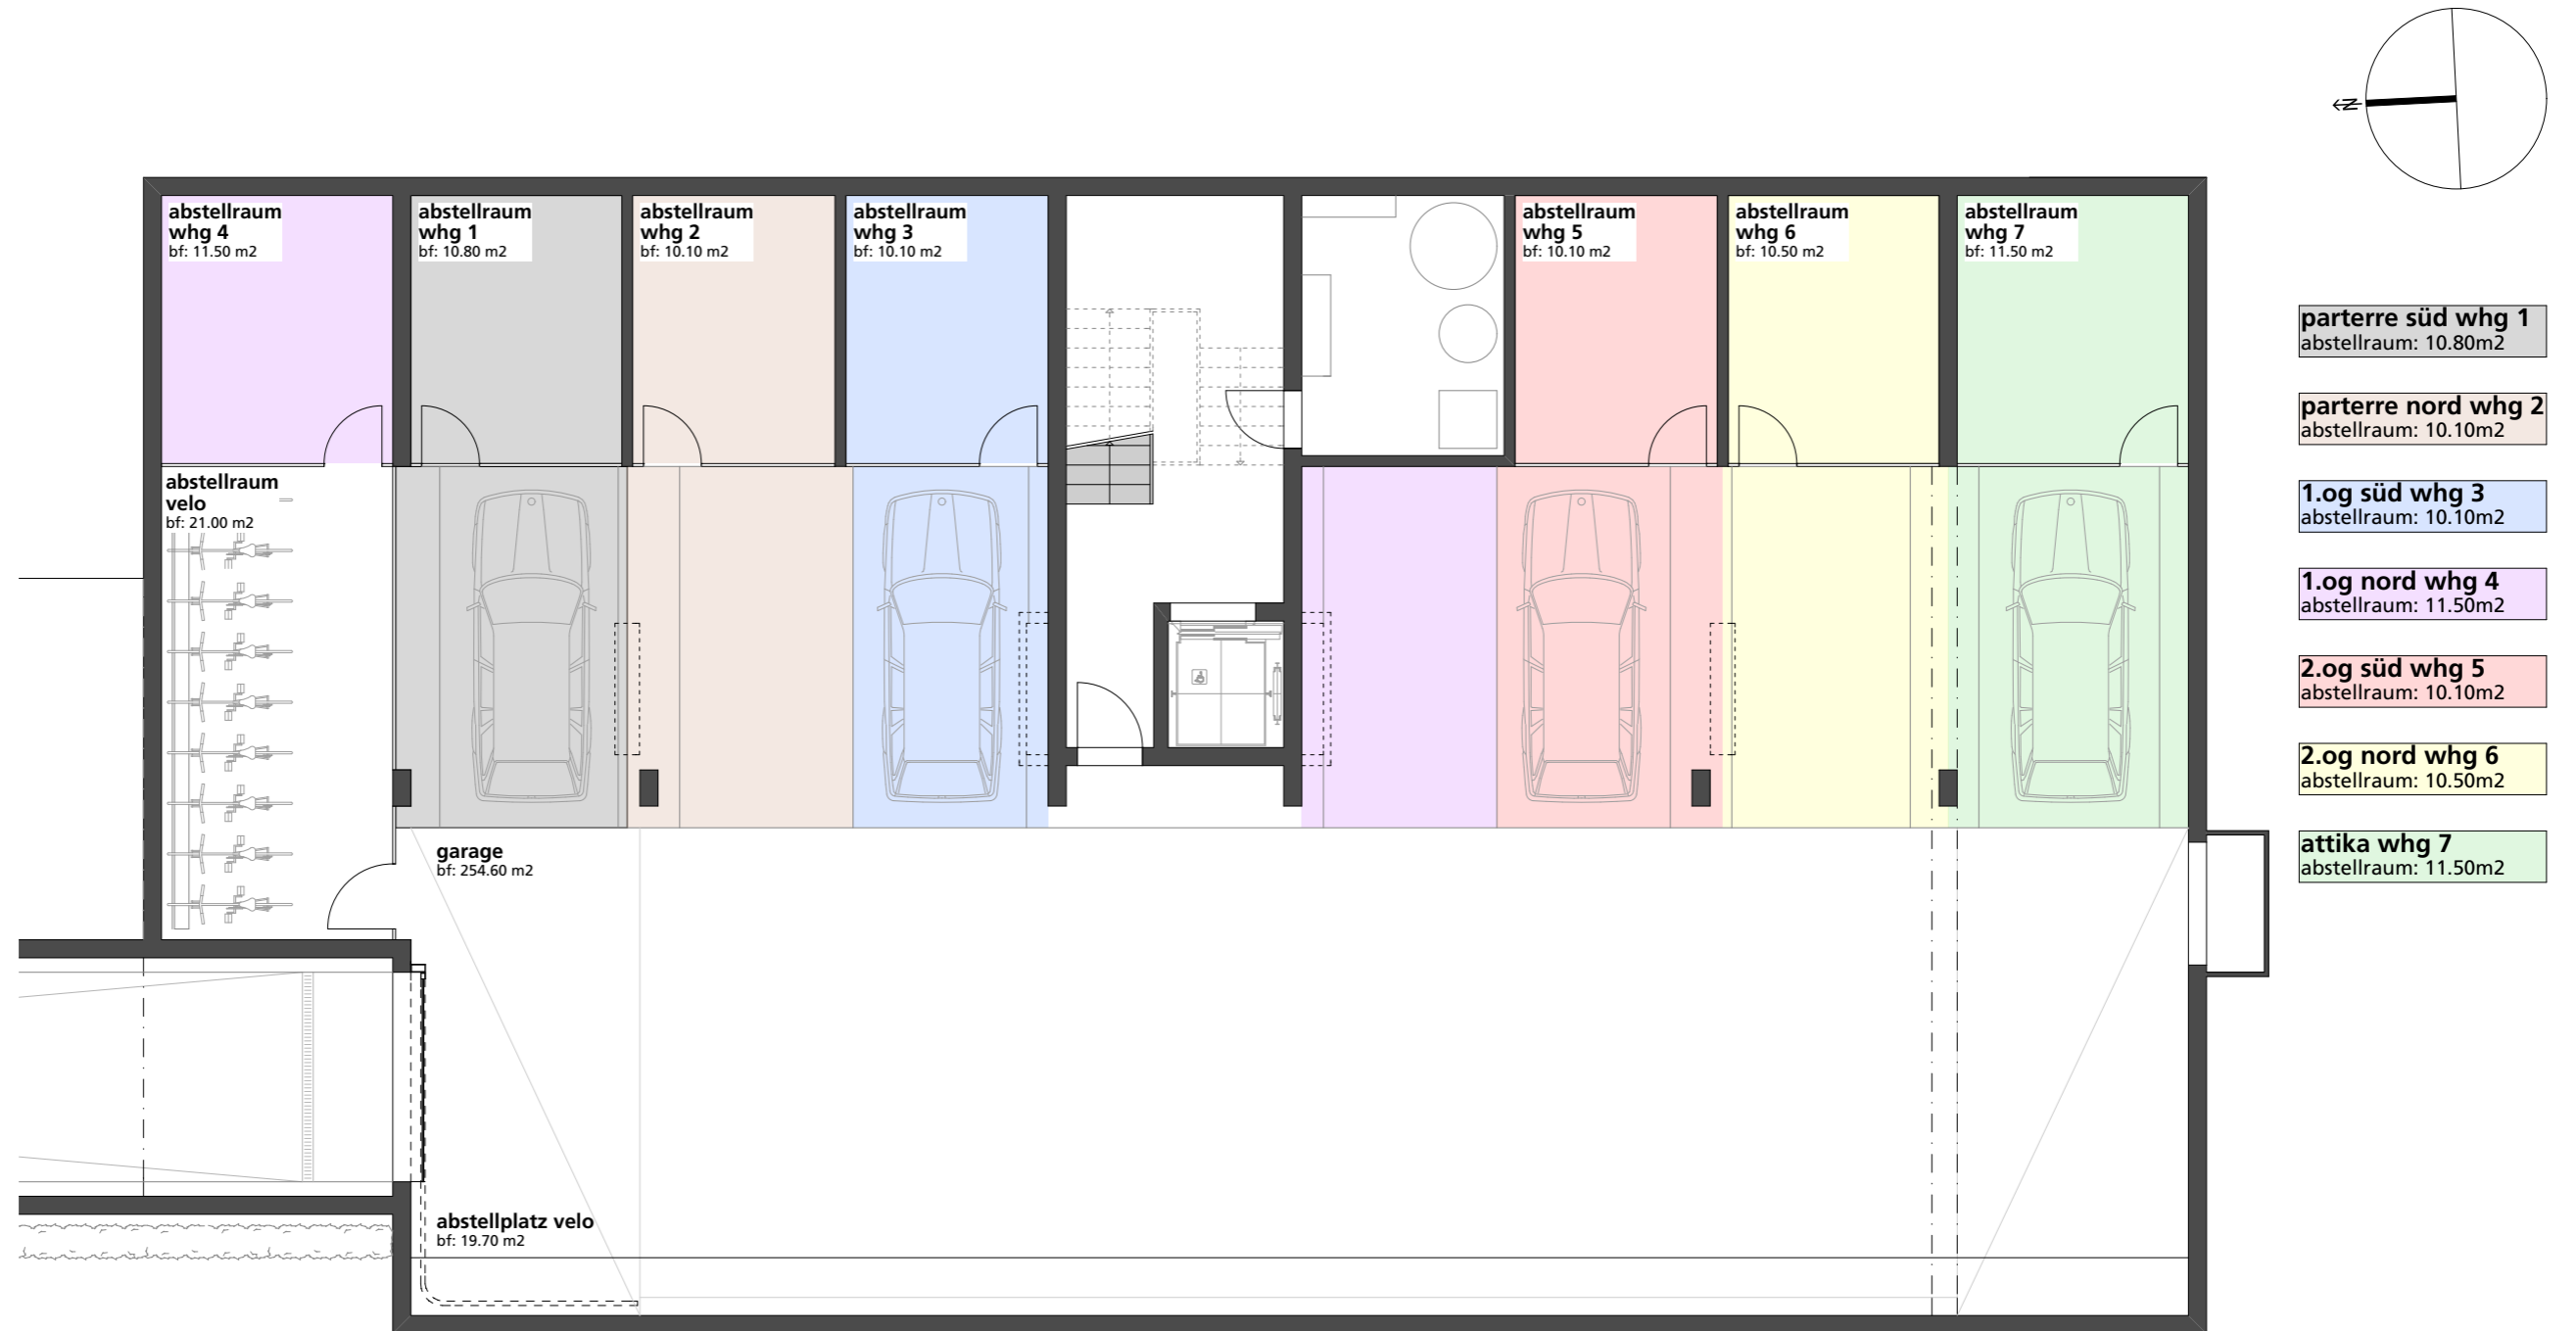 N
abstellraum
whg 4
bf: 11.50 m2
abstellraum
whg 1
bf: 10.80 m2
abstellraum
whg 2
bf: 10.10 m2
abstellraum
whg 3
bf: 10.10 m2
abstellraum
whg 5
bf: 10.10 m2
abstellraum
whg 6
bf: 10.50 m2
abstellraum
whg 7
bf: 11.50 m2
abstellraum
velo
bf: 21.00 m2
garage
bf: 254.60 m2
abstellplatz velo
bf: 19.70 m2
parterre süd whg 1
abstellraum: 10.80m2
parterre nord whg 2
abstellraum: 10.10m2
1.og süd whg 3
abstellraum: 10.10m2
1.og nord whg 4
abstellraum: 11.50m2
2.og süd whg 5
abstellraum: 10.10m2
2.og nord whg 6
abstellraum: 10.50m2
attika whg 7
abstellraum: 11.50m2